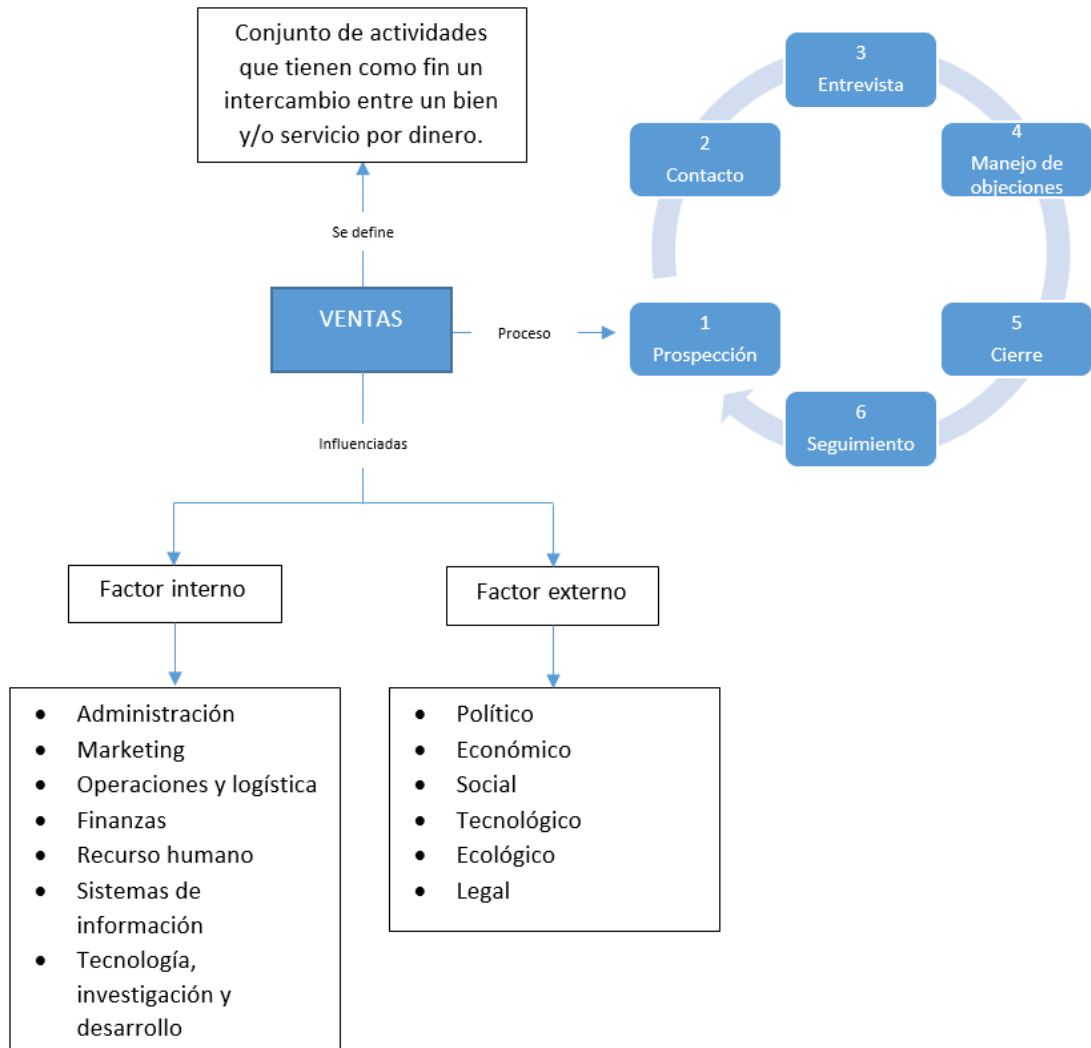 Conjunto de actividades
que tienen como fin un
intercambio entre un bien
y/o servicio por dinero.
Se define
VENTAS
Proceso
1
Prospección
2
Contacto
3
Entrevista
4
Manejo de
objeciones
5
Cierre
6
Seguimiento
Influenciadas
Factor interno
• Administración
• Marketing
• Operaciones y logística
• Finanzas
• Recurso humano
• Sistemas de
información
• Tecnología,
investigación y
desarrollo
Factor externo
• Político
• Económico
• Social
• Tecnológico
• Ecológico
• Legal